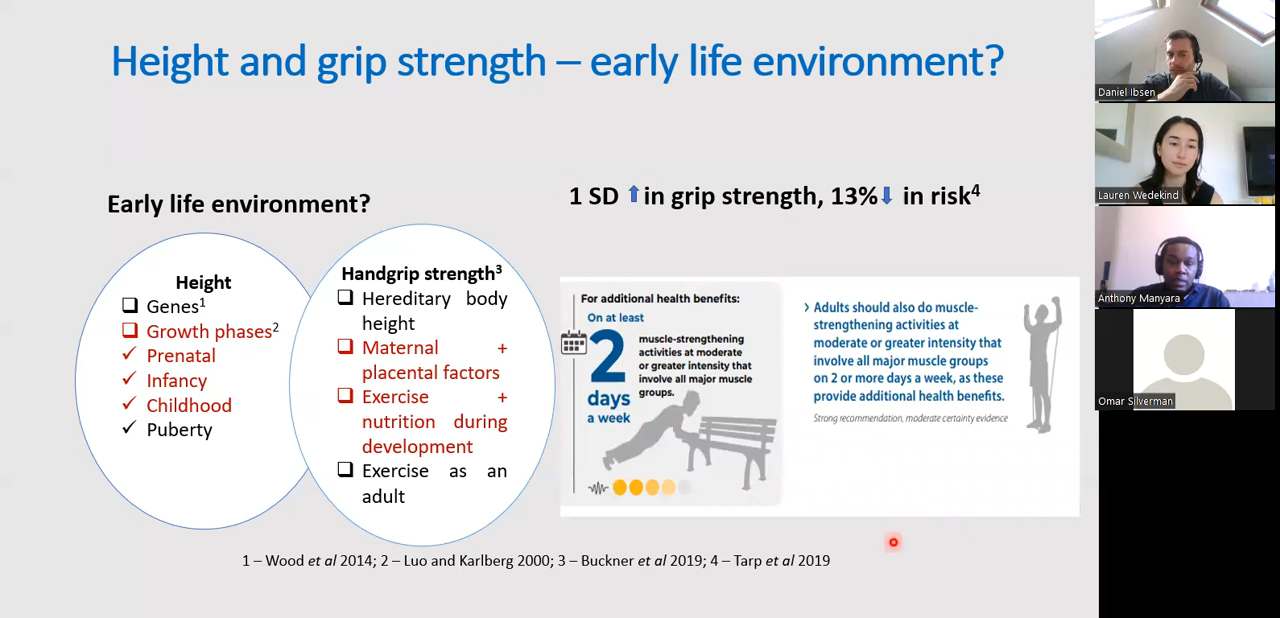 Height and grip strength – early life environment?
Early life environment?
Height
Genes1
Growth phases2
Prenatal
Infancy
Childhood
Puberty
Handgrip strength3
Hereditary body
height
Maternal +
placental factors
Exercise +
nutrition during
development
Exercise as an
adult
1 SD ↑ in grip strength, 13% ↓ in risk4
For additional health benefits:
On at least
2
days
a week
muscle-strengthening
activities at moderate
or greater intensity that
involve all major muscle
groups.
› Adults should also do muscle-
strengthening activities at
moderate or greater intensity that
involve all major muscle groups
on 2 or more days a week, as these
provide additional health benefits.
Strong recommendation, moderate certainty evidence
1 – Wood et al 2014; 2 – Luo and Karlberg 2000; 3 – Buckner et al 2019; 4 – Tarp et al 2019
Daniel Ibsen
Lauren Wedekind
Anthony Manyara
Omar Silverman